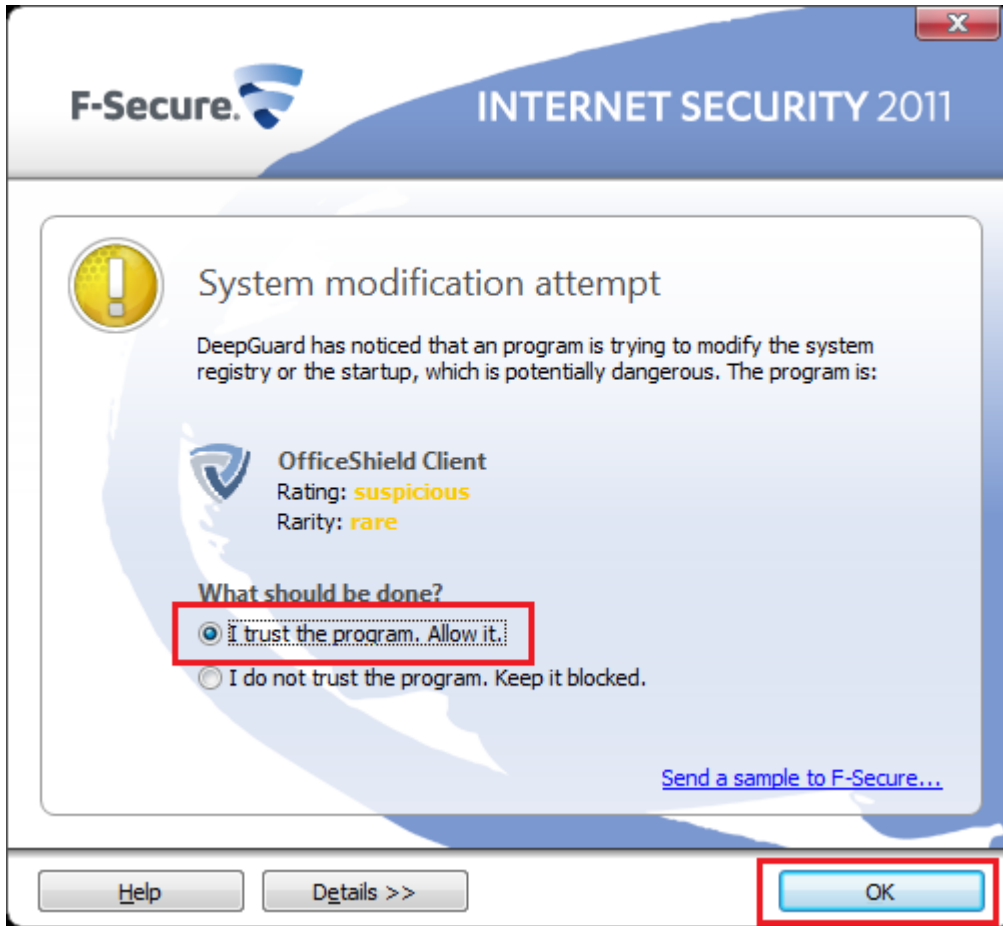 F-Secure.
INTERNET SECURITY 2011
System modification attempt
DeepGuard has noticed that an program is trying to modify the system
registry or the startup, which is potentially dangerous. The program is:
OfficeShield Client
Rating: suspicious
Rarity: rare
What should be done?
I trust the program. Allow it.
I do not trust the program. Keep it blocked.
Send a sample to F-Secure...
Help
Details >>
OK